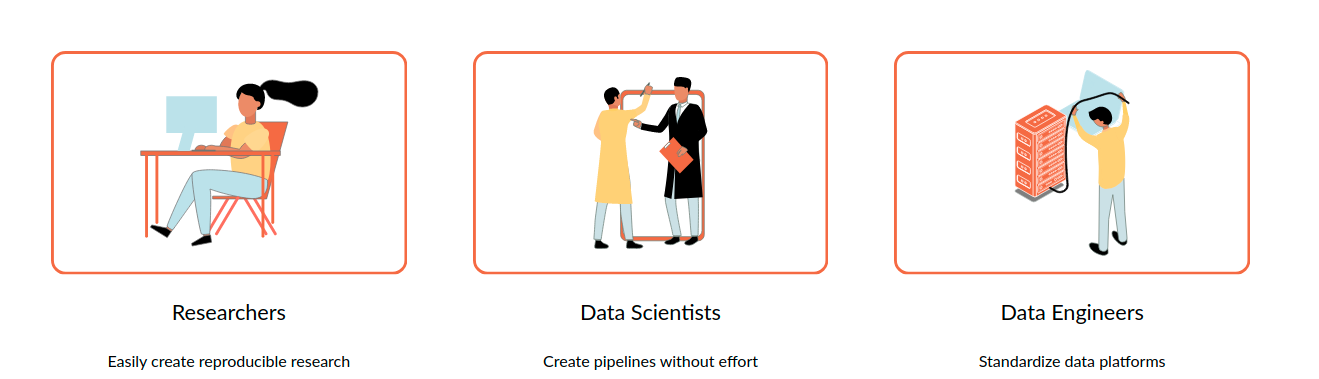 Researchers
Easily create reproducible research
Data Scientists
Create pipelines without effort
Data Engineers
Standardize data platforms